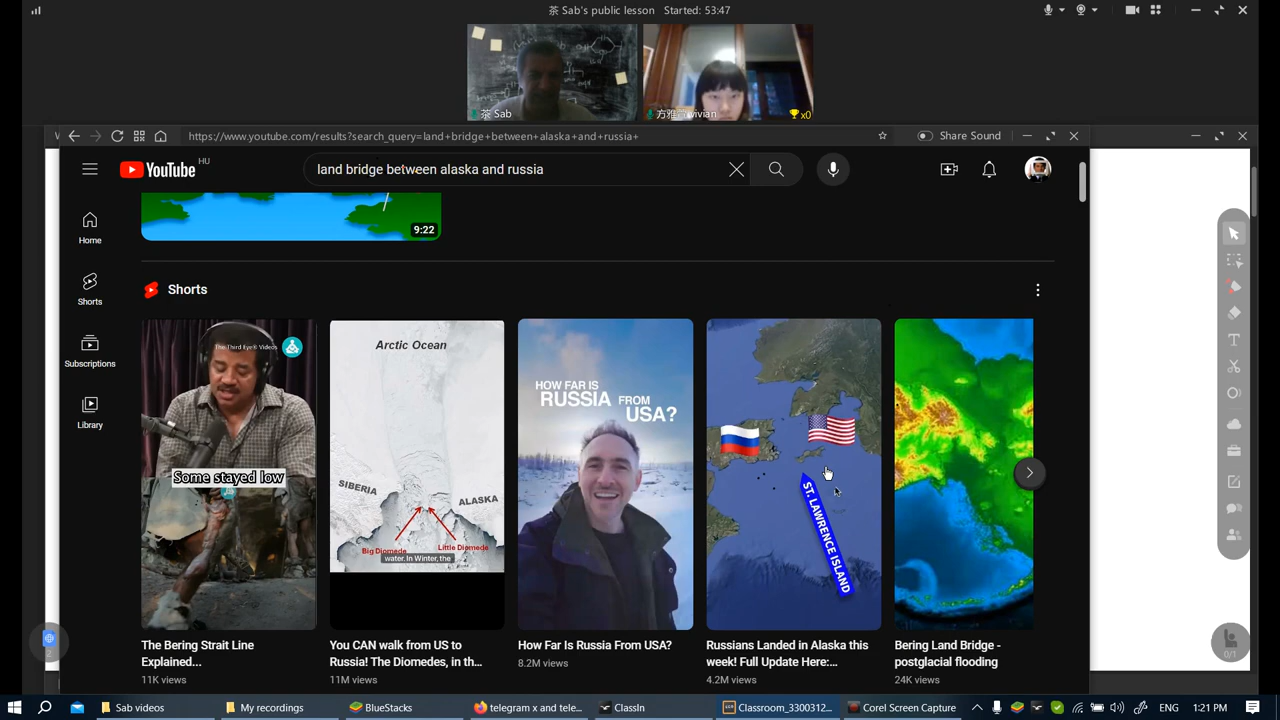 茶 Sab's public lesson Started: 53:47
茶 Sab
vivian
x0
https://www.youtube.com/results?search_query=land+bridge+between+alaska+and+russia+
Share Sound
YouTube HU
land bridge between alaska and russia
9:22
Home
Shorts
Subscriptions
Library
Shorts
The Third Eye® Videos
Some stayed low
The Bering Strait Line
Explained...
11K views
Arctic Ocean
SIBERIA
ALASKA
Big Diomede
Little Diomede
water. In Winter, the
You CAN walk from US to
Russia! The Diomedes, in th...
11M views
HOW FAR IS
RUSSIA FROM
USA?
How Far Is Russia From USA?
8.2M views
ST. LAWRENCE ISLAND
Russians Landed in Alaska this
week! Full Update Here:...
4.2M views
Bering Land Bridge -
postglacial flooding
24K views
0/1
Sab videos
My recordings
BlueStacks
telegram x and tele...
ClassIn
Classroom_3300312...
Corel Screen Capture
ENG
1:21 PM